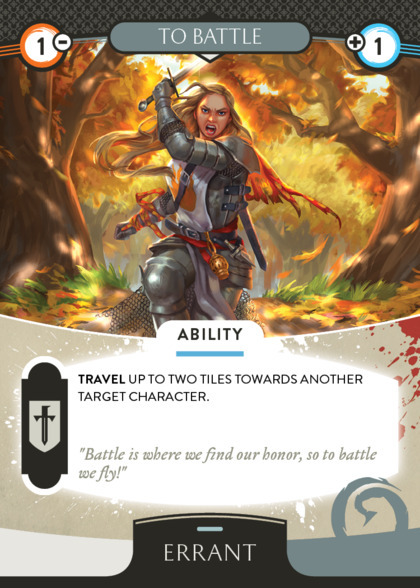 TO BATTLE
1 -
+ 1
ABILITY
TRAVEL UP TO TWO TILES TOWARDS ANOTHER
TARGET CHARACTER.
"Battle is where we find our honor, so to battle
we fly!"
ERRANT